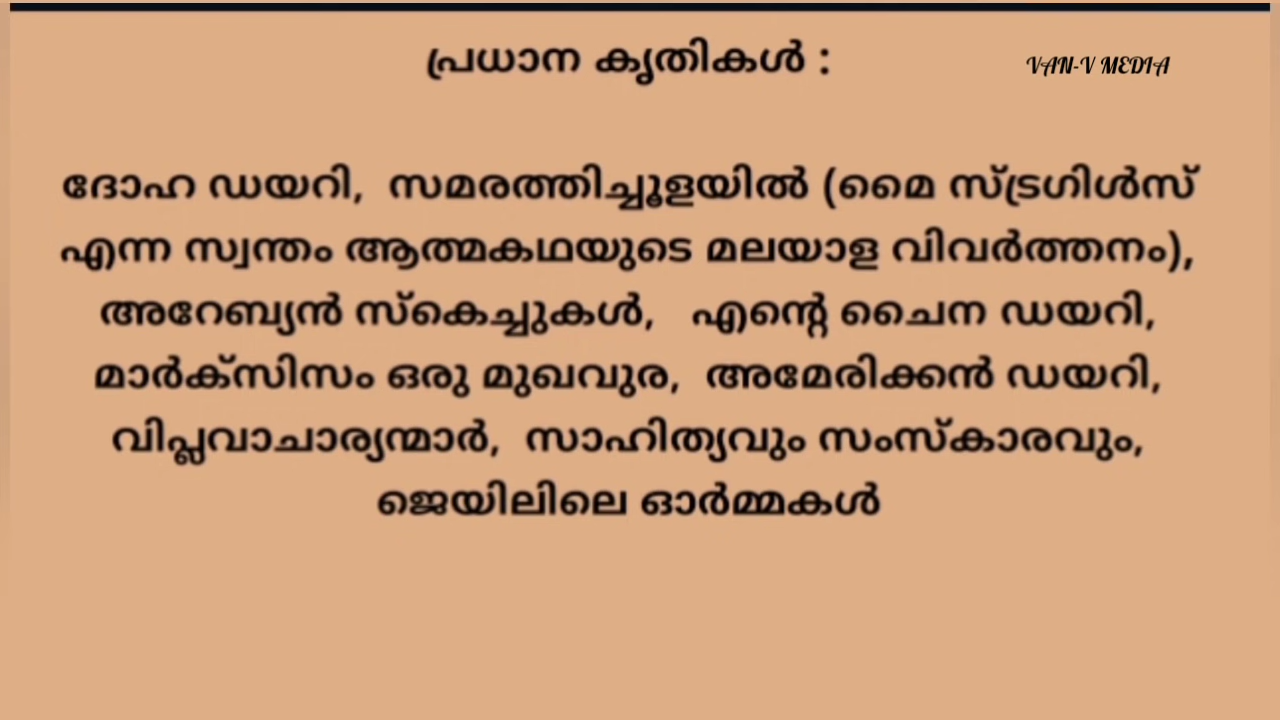 പ്രധാന കൃതികൾ :
VAN-V MEDIA
ദോഹ ഡയറി, സമരത്തിച്ചൂളയിൽ (മൈ സ്ട്രഗിൾസ്
എന്ന സ്വന്തം ആത്മകഥയുടെ മലയാള വിവർത്തനം),
അറേബ്യൻ സ്കെച്ചുകൾ, എന്റെ ചൈന ഡയറി,
മാർക്സിസം ഒരു മുഖവുര, അമേരിക്കൻ ഡയറി,
വിപ്ലവാചാര്യന്മാർ, സാഹിത്യവും സംസ്കാരവും,
ജെയിലിലെ ഓർമ്മകൾ